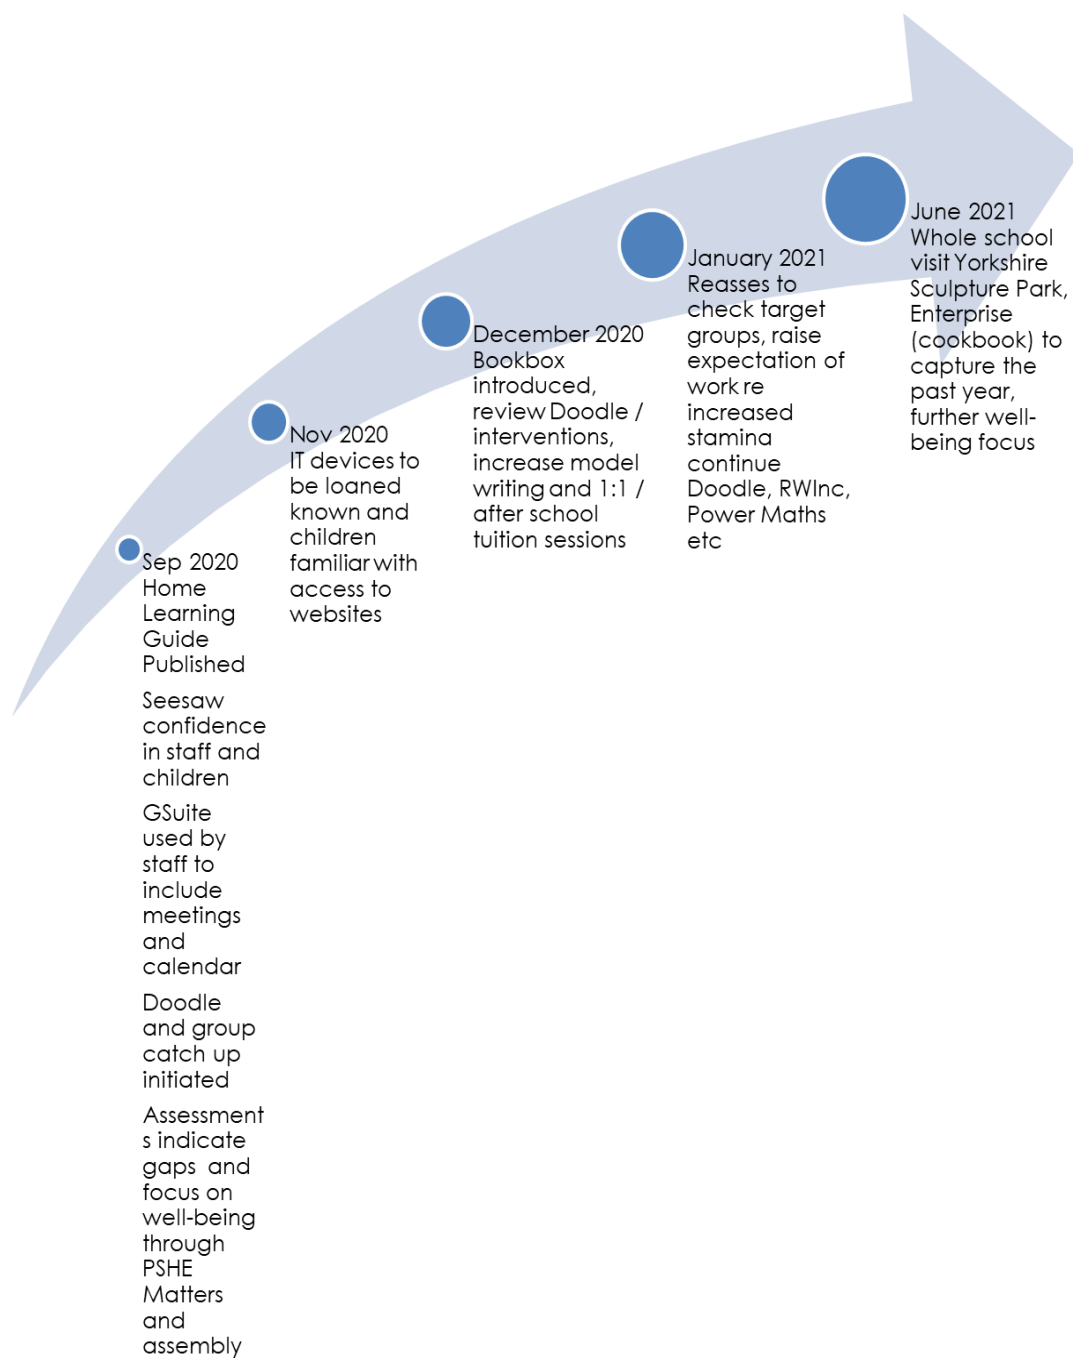 Sep 2020
Home
Learning
Guide
Published
Seesaw
confidence
in staff and
children
GSuite
used by
staff to
include
meetings
and
calendar
Doodle
and group
catch up
initiated
Assessment
s indicate
gaps and
focus on
well-being
through
PSHE
Matters
and
assembly
Nov 2020
IT devices to
be loaned
known and
children
familiar with
access to
websites
December 2020
Bookbox
introduced,
review Doodle /
interventions,
increase model
writing and 1:1 /
after school
tuition sessions
January 2021
Reasses to
check target
groups, raise
expectation of
work re
increased
stamina
continue
Doodle, RWInc,
Power Maths
etc
June 2021
Whole school
visit Yorkshire
Sculpture Park,
Enterprise
(cookbook) to
capture the
past year,
further well-
being focus